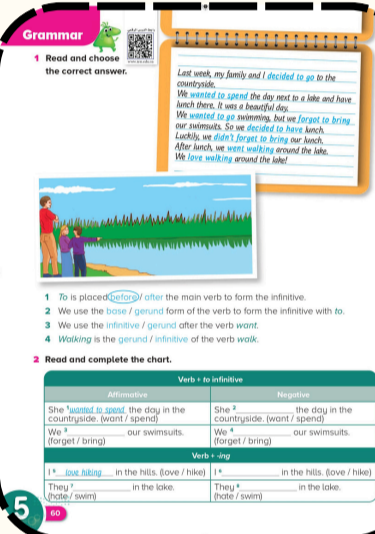 Grammar
1 Read and choose
the correct answer.
Last week, my family and I decided to go to the
countryside.
We wanted to spend the day next to a lake and have
lunch there. It was a beautiful day.
We wanted to go swimming, but we forgot to bring
our swimsuits. So we decided to have lunch.
Luckily, we didn't forget to bring our lunch.
After lunch, we went walking around the lake.
We love walking around the lake!
1 To is placed before / after the main verb to form the infinitive.
2 We use the base / gerund form of the verb to form the infinitive with to.
3 We use the infinitive / gerund after the verb want.
4 Walking is the gerund / infinitive of the verb walk.
2 Read and complete the chart.
Verb + to infinitive
Affirmative Negative
She 1 wanted to spend the day in the
countryside. (want / spend)
She 2 ________ the day in the
countryside. (want / spend)
We 3 ________ our swimsuits.
(forget / bring)
We 4 ________ our swimsuits.
(forget / bring)
Verb + -ing
I 5 love hiking in the hills. (love / hike)
I 6 ________ in the hills. (love / hike)
They 7 ________ in the lake.
(hate / swim)
They 8 ________ in the lake.
(hate / swim)
5
60